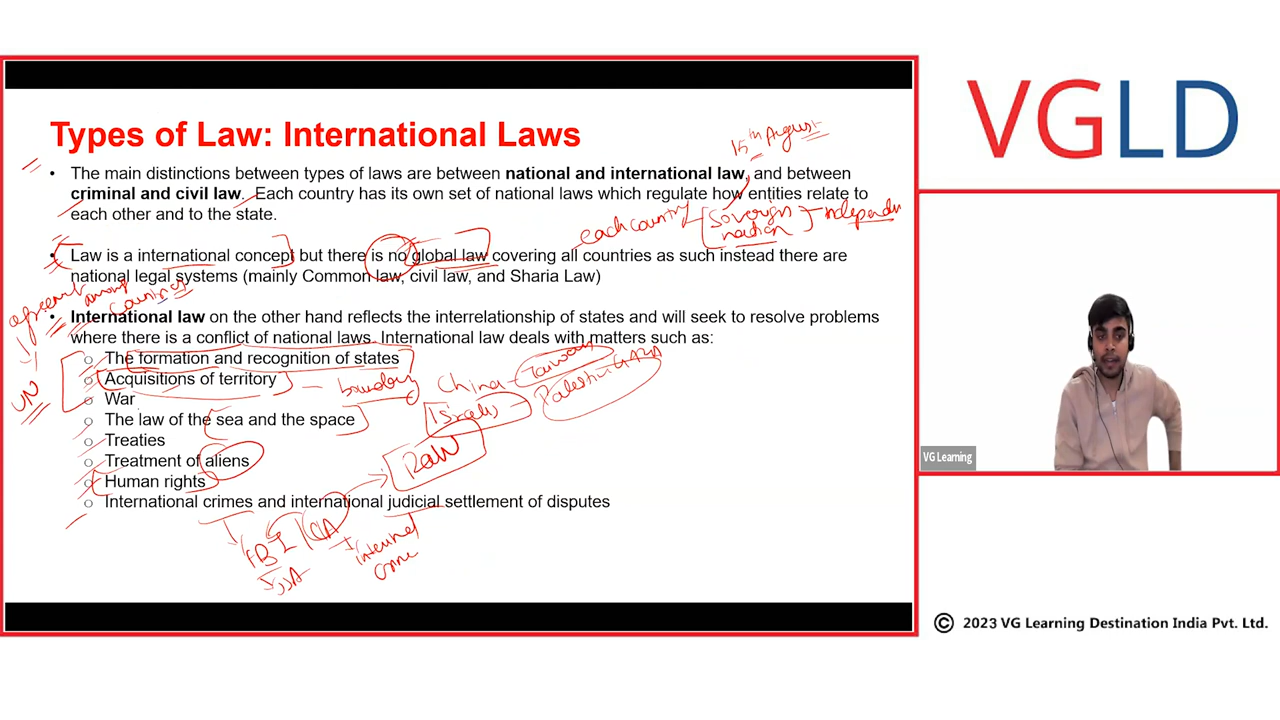 VGLD
Types of Law: International Laws
15th August
• The main distinctions between types of laws are between national and international law, and between
criminal and civil law. Each country has its own set of national laws which regulate how entities relate to
each other and to the state.
each country
Sovereign
nation
• Law is a international concept but there is no global law covering all countries as such instead there are
national legal systems (mainly Common law, civil law, and Sharia Law)
among
countries
UN
• International law on the other hand reflects the interrelationship of states and will seek to resolve problems
where there is a conflict of national laws. International law deals with matters such as:
○ The formation and recognition of states
○ Acquisitions of territory
boundary
China - Taiwan
○ War
Palestine GAZA
○ The law of the sea and the space
○ Treaties
○ Treatment of aliens
RAW
○ Human rights
○ International crimes and international judicial settlement of disputes
FBI / CIA
VG Learning
© 2023 VG Learning Destination India Pvt. Ltd.